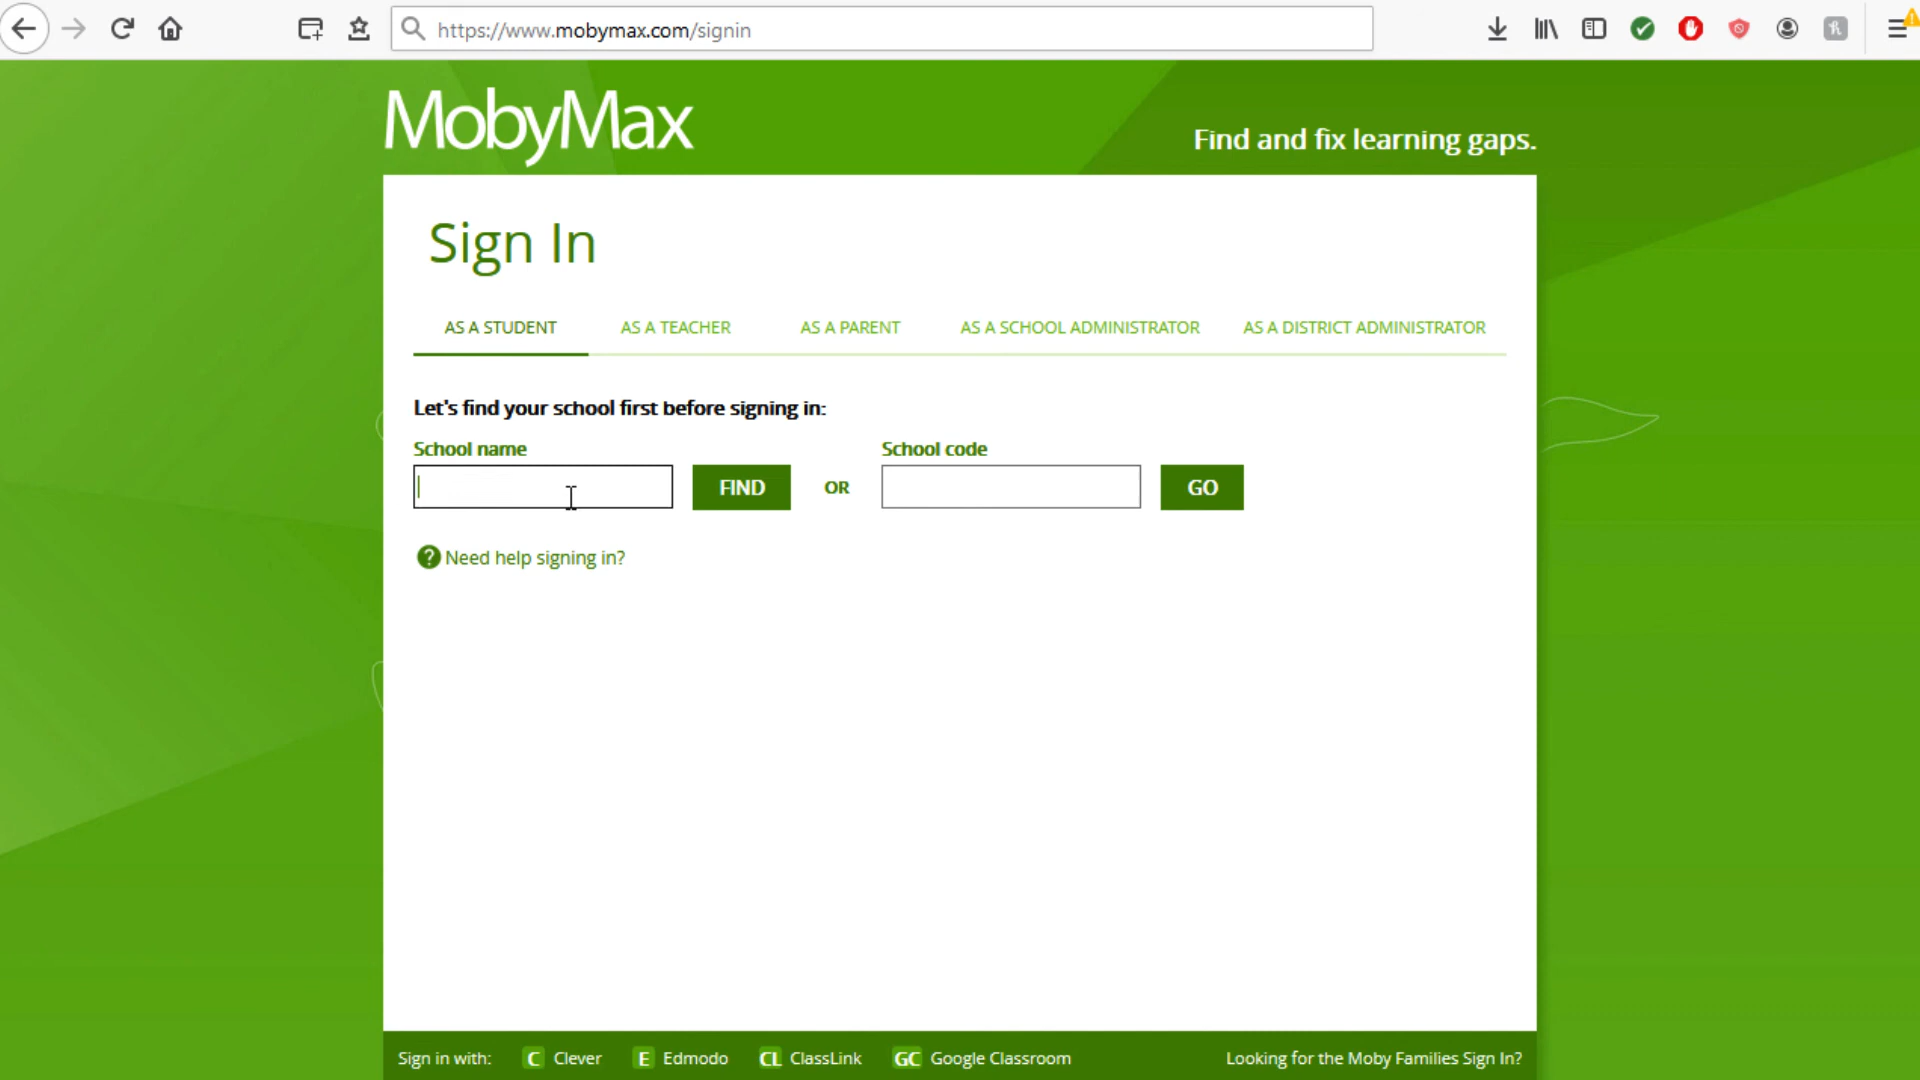 https://www.mobymax.com/signin
MobyMax
Find and fix learning gaps.
Sign In
AS A STUDENT AS A TEACHER AS A PARENT AS A SCHOOL ADMINISTRATOR AS A DISTRICT ADMINISTRATOR
Let's find your school first before signing in:
School name School code
FIND OR GO
? Need help signing in?
Sign in with: C Clever E Edmodo CL ClassLink GC Google Classroom Looking for the Moby Families Sign In?